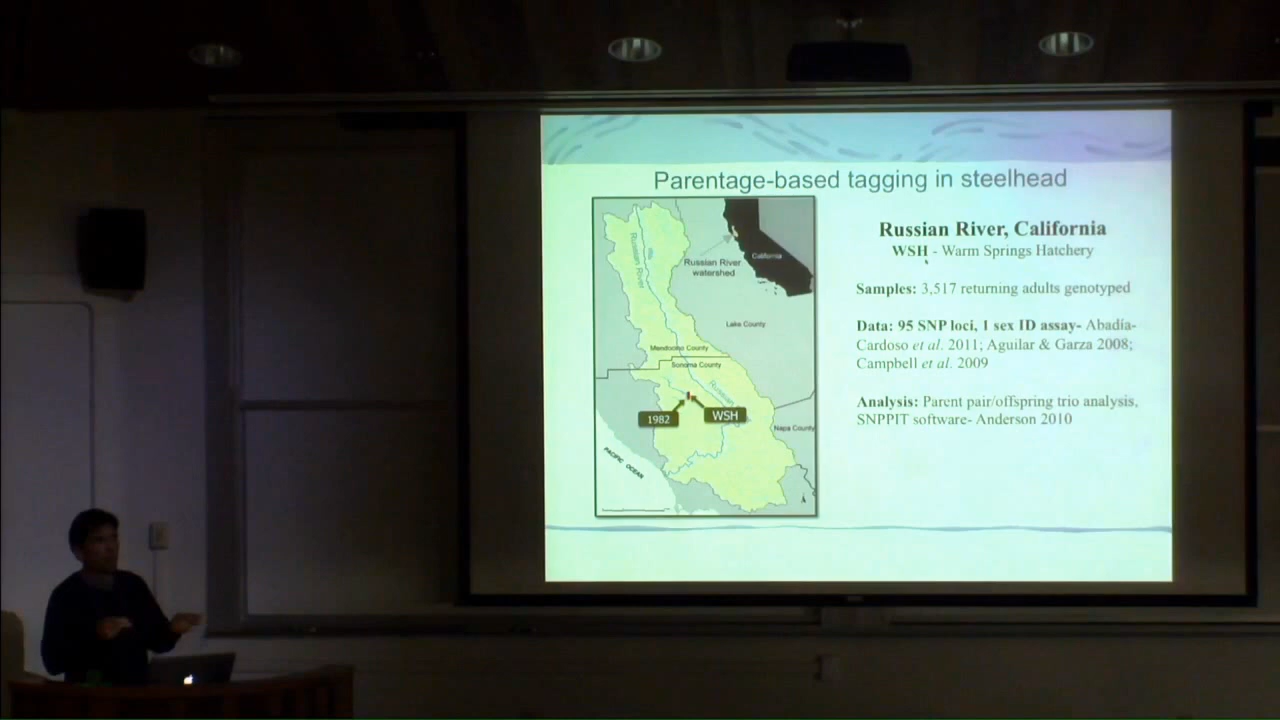 Parentage-based tagging in steelhead
Russian River
Russian River
watershed
California
Lake County
Mendocino County
Sonoma County
Russian
1982
WSH
Napa County
PACIFIC OCEAN
Russian River, California
WSH - Warm Springs Hatchery
Samples: 3,517 returning adults genotyped
Data: 95 SNP loci, 1 sex ID assay- Abadía-
Cardoso et al. 2011; Aguilar & Garza 2008;
Campbell et al. 2009
Analysis: Parent pair/offspring trio analysis,
SNPPIT software- Anderson 2010